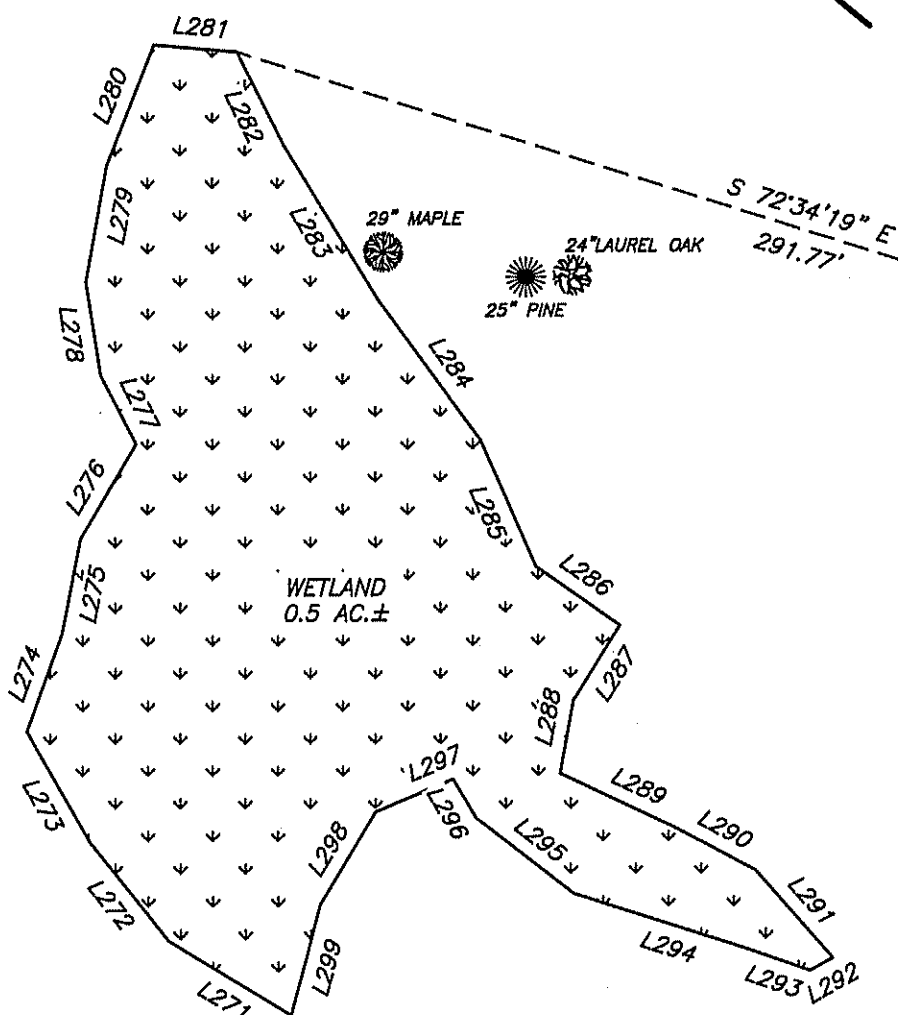 L281
L280
L282
L279
L283
29" MAPLE
S 72°34'19" E
291.77'
24" LAUREL OAK
25" PINE
L278
L284
L277
L276
L285
L275
WETLAND
0.5 AC.±
L286
L274
L287
L288
L273
L297
L296
L289
L290
L298
L295
L291
L272
L299
L294
L293
L292
L271